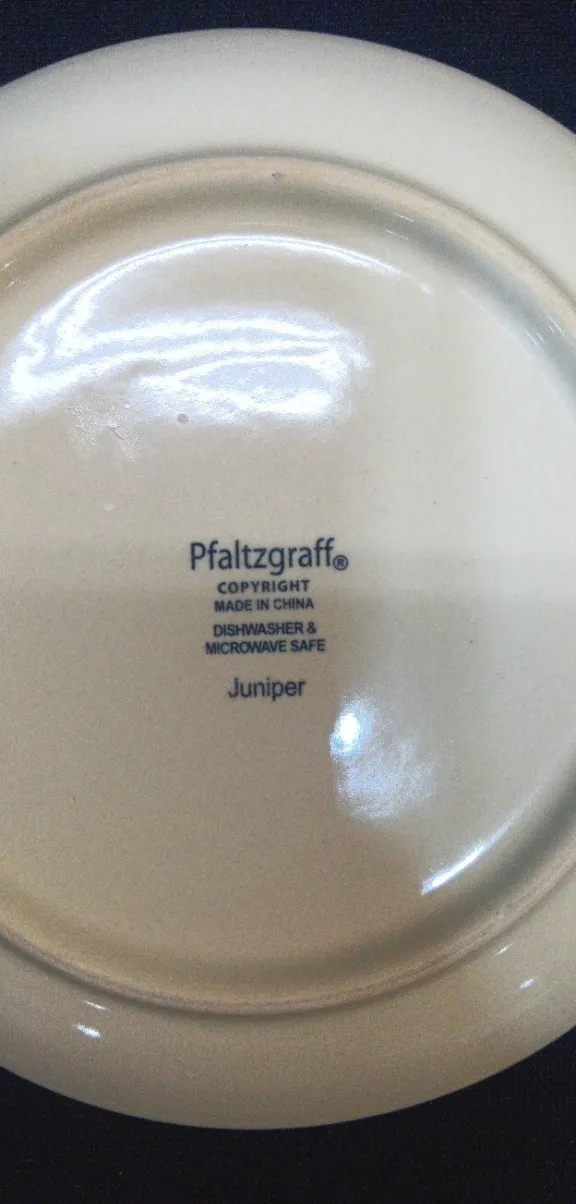 Pfaltzgraff®
COPYRIGHT
MADE IN CHINA
DISHWASHER &
MICROWAVE SAFE
Juniper